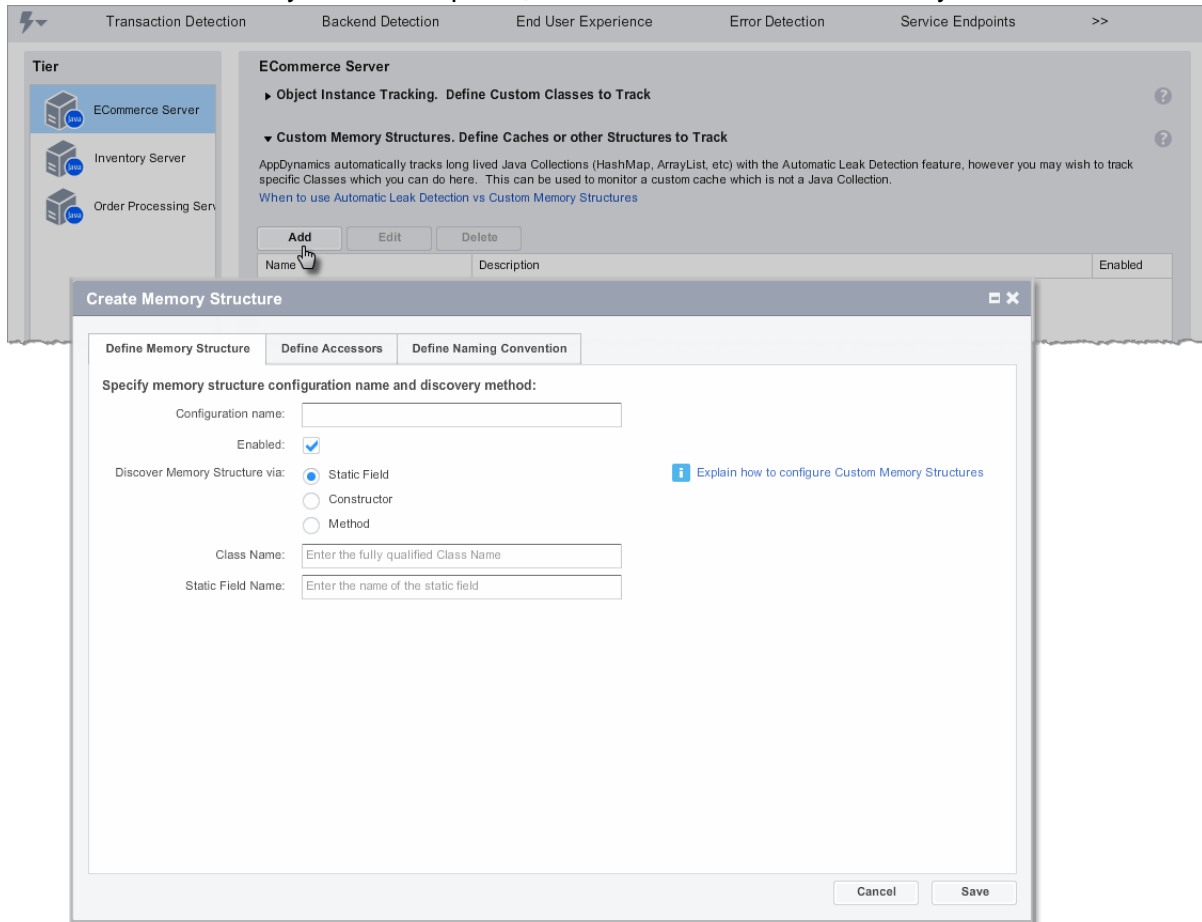 Transaction Detection Backend Detection End User Experience Error Detection Service Endpoints >>
Tier
ECommerce Server
Inventory Server
Order Processing Serv
ECommerce Server
Object Instance Tracking. Define Custom Classes to Track
?
Custom Memory Structures. Define Caches or other Structures to Track
?
AppDynamics automatically tracks long lived Java Collections (HashMap, ArrayList, etc) with the Automatic Leak Detection feature, however you may wish to track
specific Classes which you can do here. This can be used to monitor a custom cache which is not a Java Collection.
When to use Automatic Leak Detection vs Custom Memory Structures
Add Edit Delete
Name Description Enabled
Create Memory Structure
Define Memory Structure Define Accessors Define Naming Convention
Specify memory structure configuration name and discovery method:
Configuration name:
Enabled:
Discover Memory Structure via: Static Field
i Explain how to configure Custom Memory Structures
Constructor
Method
Class Name: Enter the fully qualified Class Name
Static Field Name: Enter the name of the static field
Cancel Save